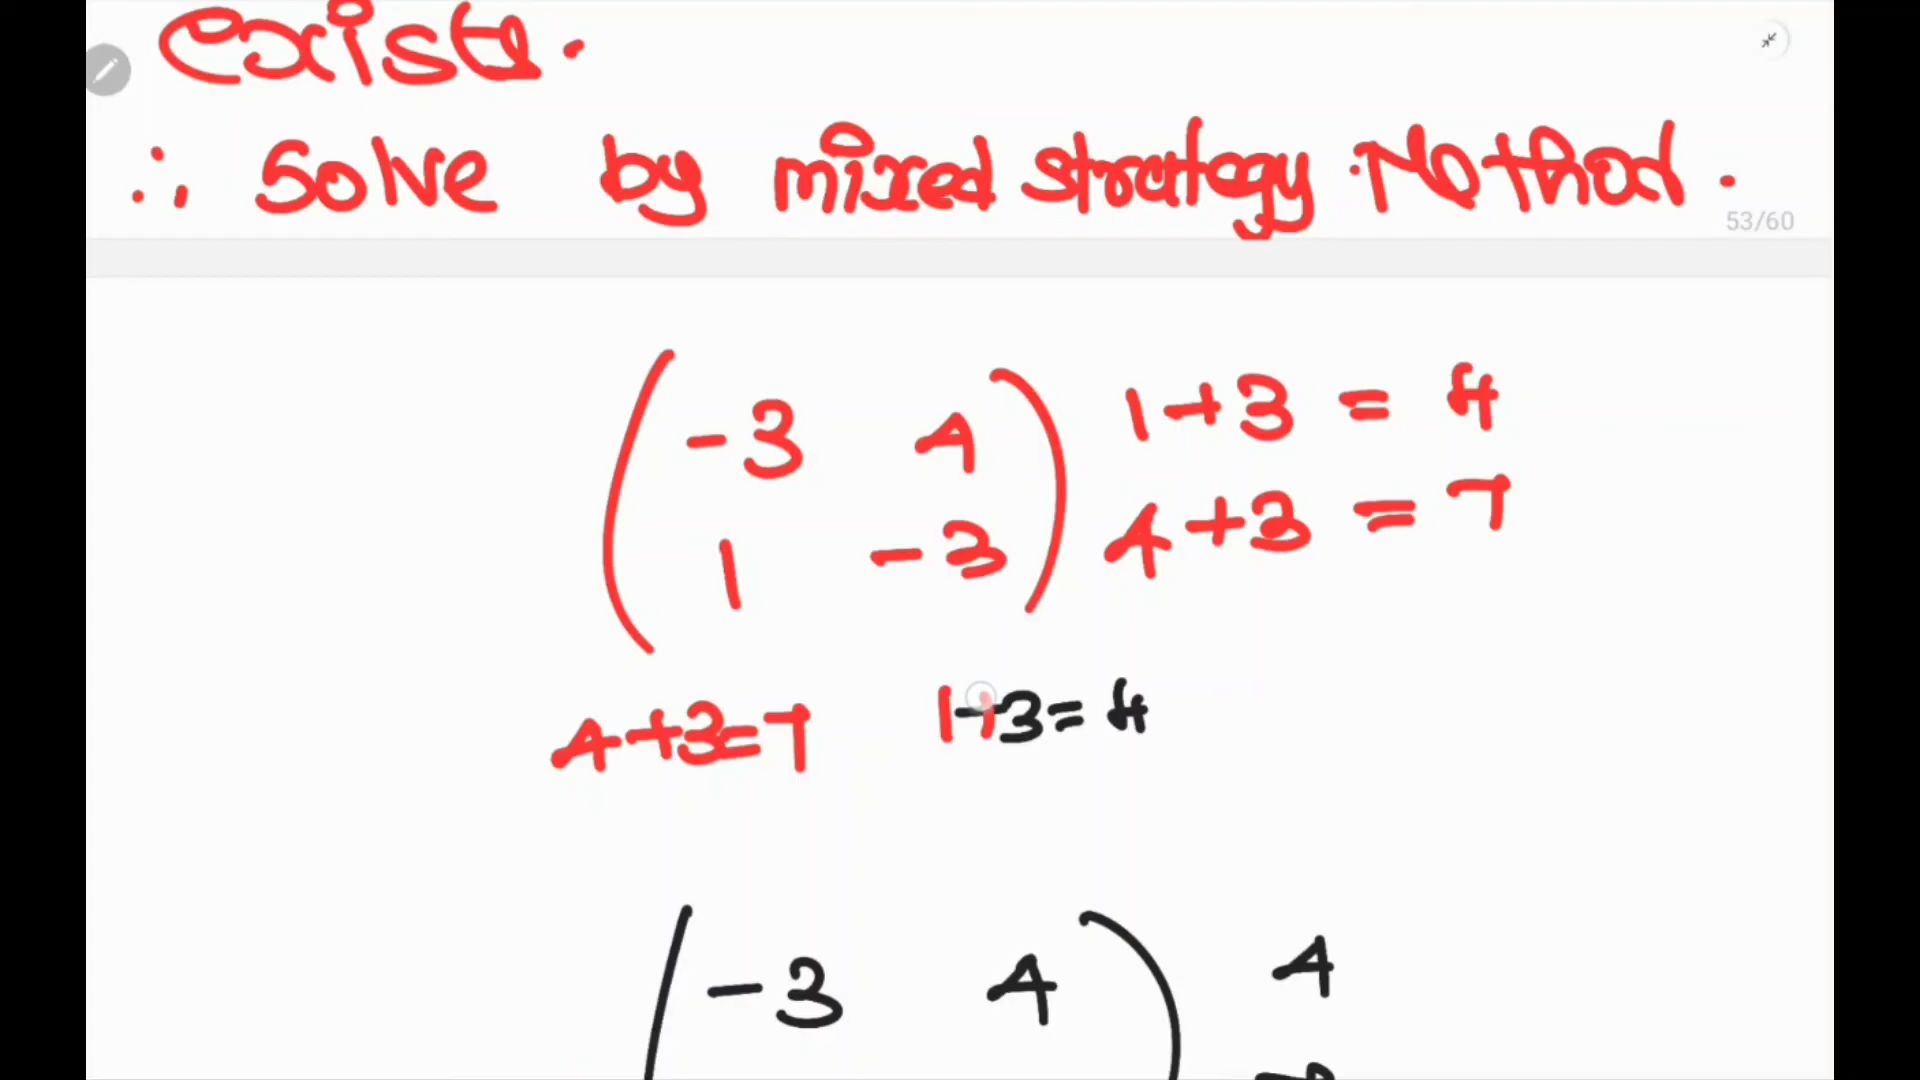 exists.
∴ Solve by mixed strategy Method.
53/60
-3 4 1+3 = 4
1 -3 4+3 = 7
4+3=7 1+3=4
-3 4 4